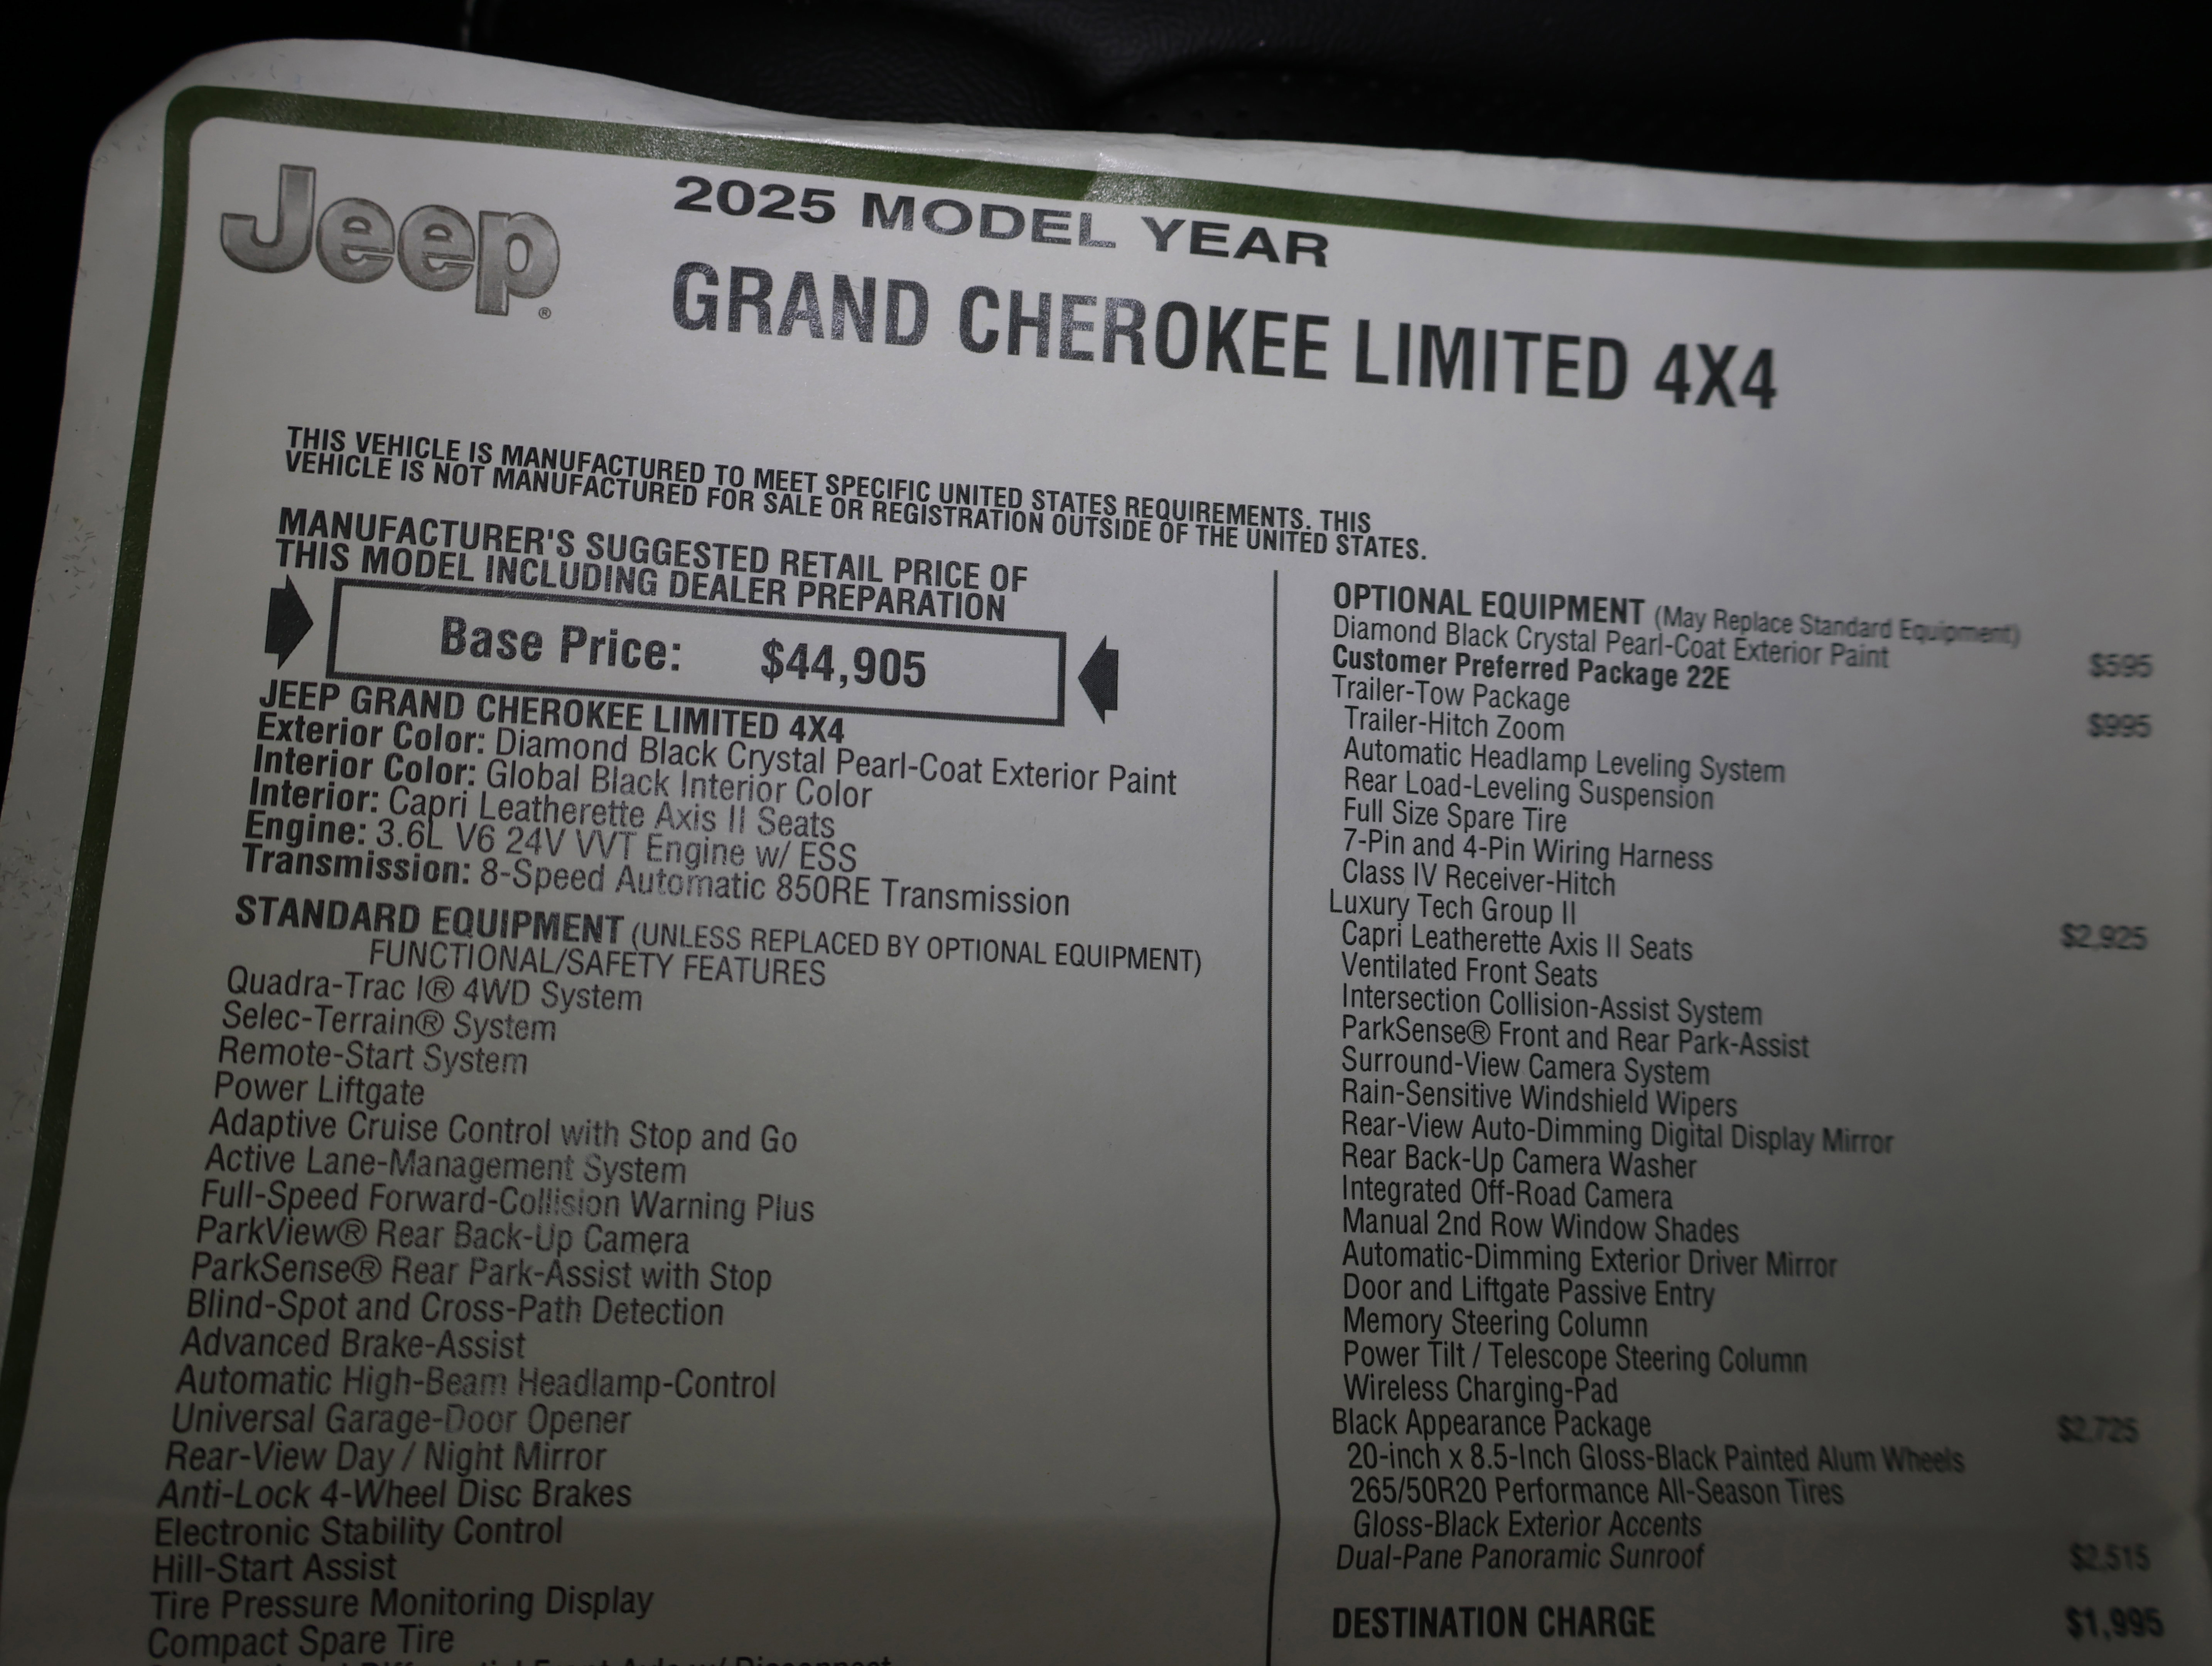 Jeep®
2025 MODEL YEAR
GRAND CHEROKEE LIMITED 4X4
THIS VEHICLE IS MANUFACTURED TO MEET SPECIFIC UNITED STATES REQUIREMENTS. THIS
VEHICLE IS NOT MANUFACTURED FOR SALE OR REGISTRATION OUTSIDE OF THE UNITED STATES.
MANUFACTURER'S SUGGESTED RETAIL PRICE OF
THIS MODEL INCLUDING DEALER PREPARATION
Base Price: $44,905
JEEP GRAND CHEROKEE LIMITED 4X4
Exterior Color: Diamond Black Crystal Pearl-Coat Exterior Paint
Interior Color: Global Black Interior Color
Interior: Capri Leatherette Axis II Seats
Engine: 3.6L V6 24V VVT Engine w/ ESS
Transmission: 8-Speed Automatic 850RE Transmission
STANDARD EQUIPMENT (UNLESS REPLACED BY OPTIONAL EQUIPMENT)
FUNCTIONAL/SAFETY FEATURES
Quadra-Trac I® 4WD System
Selec-Terrain® System
Remote-Start System
Power Liftgate
Adaptive Cruise Control with Stop and Go
Active Lane-Management System
Full-Speed Forward-Collision Warning Plus
ParkView® Rear Back-Up Camera
ParkSense® Rear Park-Assist with Stop
Blind-Spot and Cross-Path Detection
Advanced Brake-Assist
Automatic High-Beam Headlamp-Control
Universal Garage-Door Opener
Rear-View Day / Night Mirror
Anti-Lock 4-Wheel Disc Brakes
Electronic Stability Control
Hill-Start Assist
Tire Pressure Monitoring Display
Compact Spare Tire
OPTIONAL EQUIPMENT (May Replace Standard Equipment)
Diamond Black Crystal Pearl-Coat Exterior Paint $595
Customer Preferred Package 22E
Trailer-Tow Package $995
Trailer-Hitch Zoom
Automatic Headlamp Leveling System
Rear Load-Leveling Suspension
Full Size Spare Tire
7-Pin and 4-Pin Wiring Harness
Class IV Receiver-Hitch
Luxury Tech Group II $2,925
Capri Leatherette Axis II Seats
Ventilated Front Seats
Intersection Collision-Assist System
ParkSense® Front and Rear Park-Assist
Surround-View Camera System
Rain-Sensitive Windshield Wipers
Rear-View Auto-Dimming Digital Display Mirror
Rear Back-Up Camera Washer
Integrated Off-Road Camera
Manual 2nd Row Window Shades
Automatic-Dimming Exterior Driver Mirror
Door and Liftgate Passive Entry
Memory Steering Column
Power Tilt / Telescope Steering Column
Wireless Charging-Pad
Black Appearance Package $2,725
20-inch x 8.5-Inch Gloss-Black Painted Alum Wheels
265/50R20 Performance All-Season Tires
Gloss-Black Exterior Accents
Dual-Pane Panoramic Sunroof $2,515
DESTINATION CHARGE $1,995